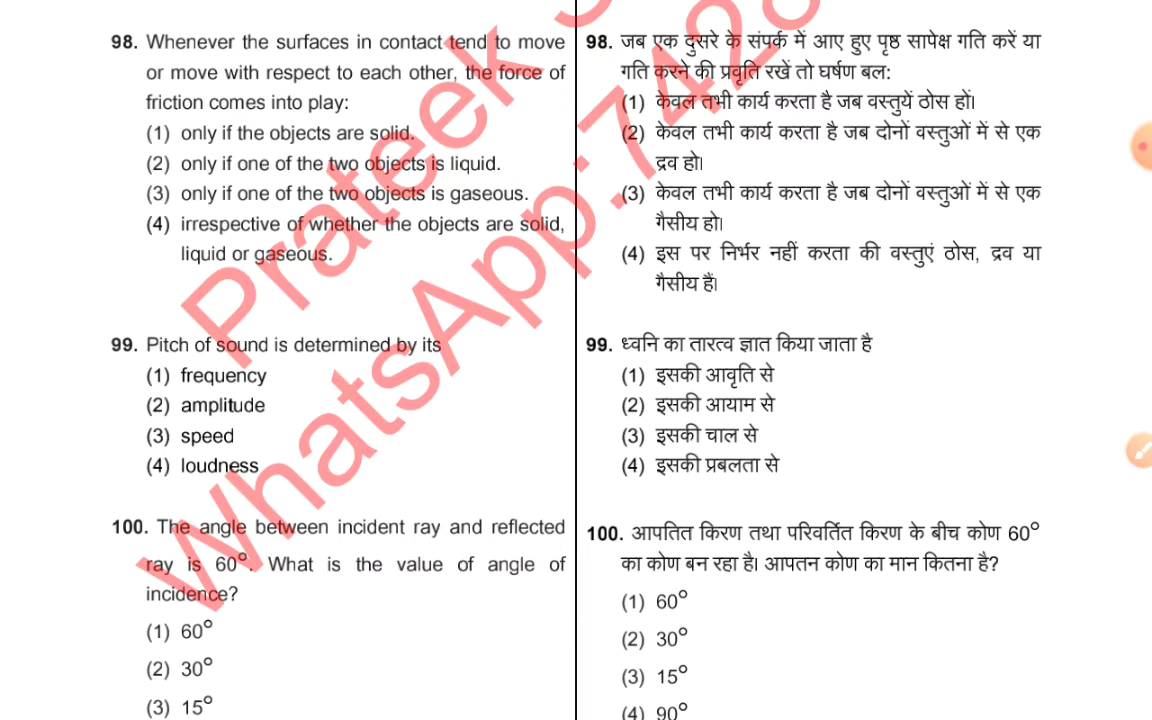 98. Whenever the surfaces in contact tend to move
or move with respect to each other, the force of
friction comes into play:
(1) only if the objects are solid.
(2) only if one of the two objects is liquid.
(3) only if one of the two objects is gaseous.
(4) irrespective of whether the objects are solid,
liquid or gaseous.
99. Pitch of sound is determined by its
(1) frequency
(2) amplitude
(3) speed
(4) loudness
100. The angle between incident ray and reflected
ray is 60°. What is the value of angle of
incidence?
(1) 60°
(2) 30°
(3) 15°
98. जब एक दुसरे के संपर्क में आए हुए पृष्ठ सापेक्ष गति करें या
गति करने की प्रवृति रखें तो घर्षण बल:
(1) केवल तभी कार्य करता है जब वस्तुयें ठोस हों।
(2) केवल तभी कार्य करता है जब दोनों वस्तुओं में से एक
द्रव हो।
(3) केवल तभी कार्य करता है जब दोनों वस्तुओं में से एक
गैसीय हो।
(4) इस पर निर्भर नहीं करता की वस्तुएं ठोस, द्रव या
गैसीय हैं।
99. ध्वनि का तारत्व ज्ञात किया जाता है
(1) इसकी आवृति से
(2) इसकी आयाम से
(3) इसकी चाल से
(4) इसकी प्रबलता से
100. आपतित किरण तथा परिवर्तित किरण के बीच कोण 60°
का कोण बन रहा है। आपतन कोण का मान कितना है?
(1) 60°
(2) 30°
(3) 15°
(4) 90°
Prateek
WhatsApp:742